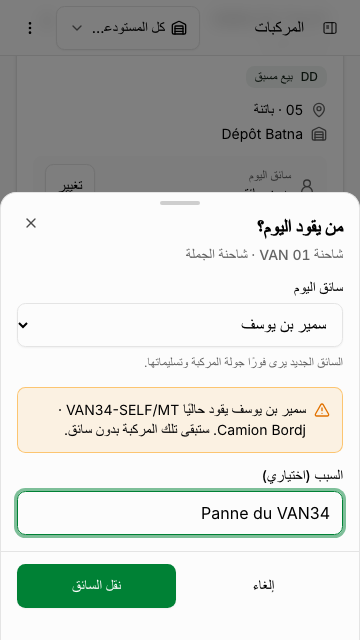 المركبات
كل المستودعـ...
DD بيع مسبق
05 · باتنة
Dépôt Batna
سائق اليوم
تغيير
من يقود اليوم؟
شاحنة VAN 01 · شاحنة الجملة
سائق اليوم
سمير بن يوسف
السائق الجديد يرى فورًا جولة المركبة وتسليماتها.
سمير بن يوسف يقود حاليًا VAN34-SELF/MT ·
Camion Bordj. ستبقى تلك المركبة بدون سائق.
السبب (اختياري)
Panne du VAN34
إلغاء
نقل السائق